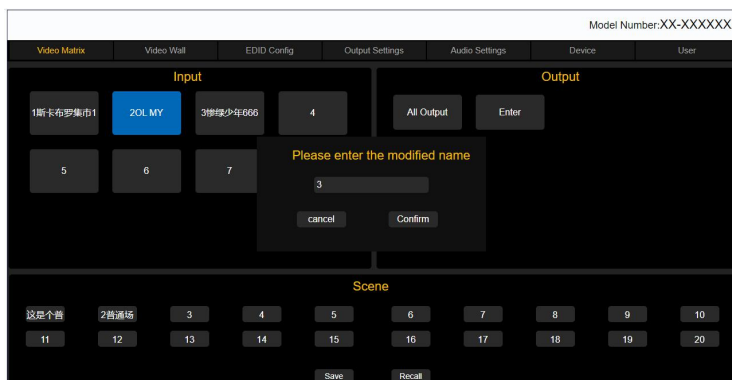 Model Number:XX-XXXXXX
Video Matrix Video Wall EDID Config Output Settings Audio Settings Device User
Input
Output
1斯卡布罗集市1 2OL MY 3惨绿少年666 4
All Output Enter
5 6 7
Please enter the modified name
3
cancel Confirm
Scene
这是个普 2普通场 3 4 5 6 7 8 9 10
11 12 13 14 15 16 17 18 19 20
Save Recall